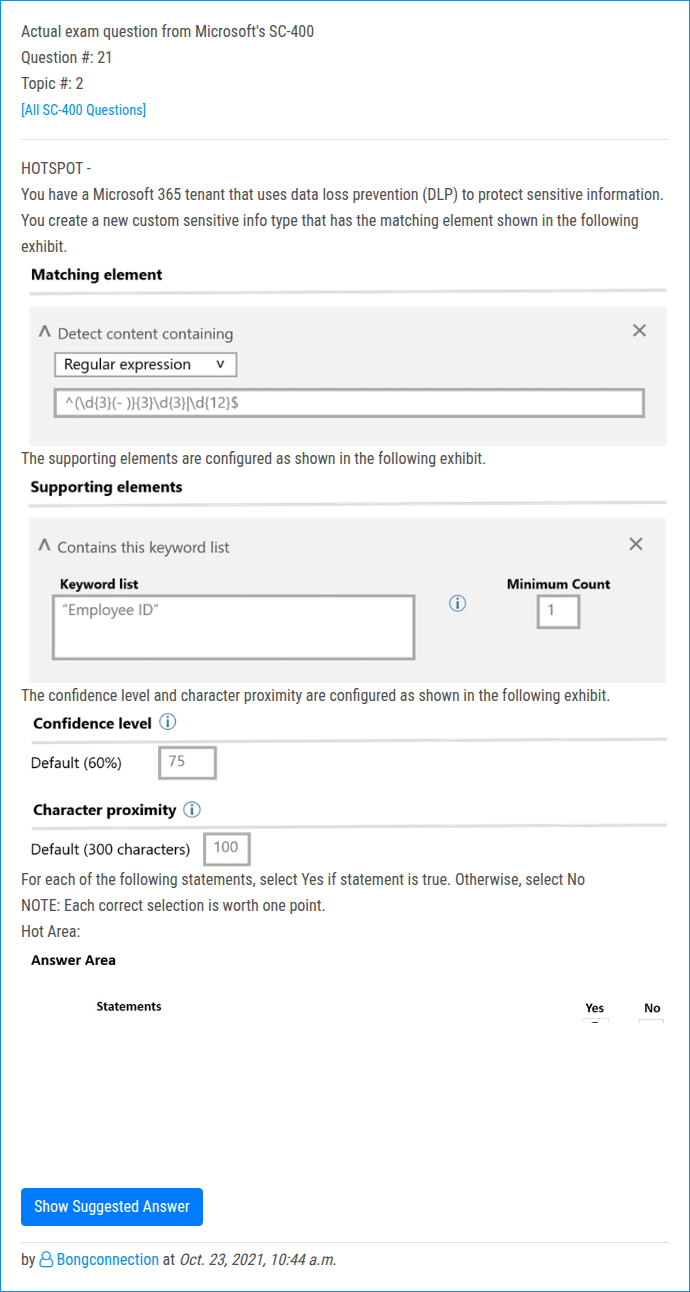 Actual exam question from Microsoft's SC-400
Question #: 21
Topic #: 2
[All SC-400 Questions]
HOTSPOT -
You have a Microsoft 365 tenant that uses data loss prevention (DLP) to protect sensitive information.
You create a new custom sensitive info type that has the matching element shown in the following
exhibit.
Matching element
Detect content containing
Regular expression
^(\d{3}(- )}{3}\d{3}|\d{12}$
The supporting elements are configured as shown in the following exhibit.
Supporting elements
Contains this keyword list
Keyword list Minimum Count
"Employee ID" 1
The confidence level and character proximity are configured as shown in the following exhibit.
Confidence level
Default (60%) 75
Character proximity
Default (300 characters) 100
For each of the following statements, select Yes if statement is true. Otherwise, select No
NOTE: Each correct selection is worth one point.
Hot Area:
Answer Area
Statements Yes No
Show Suggested Answer
by Bongconnection at Oct. 23, 2021, 10:44 a.m.